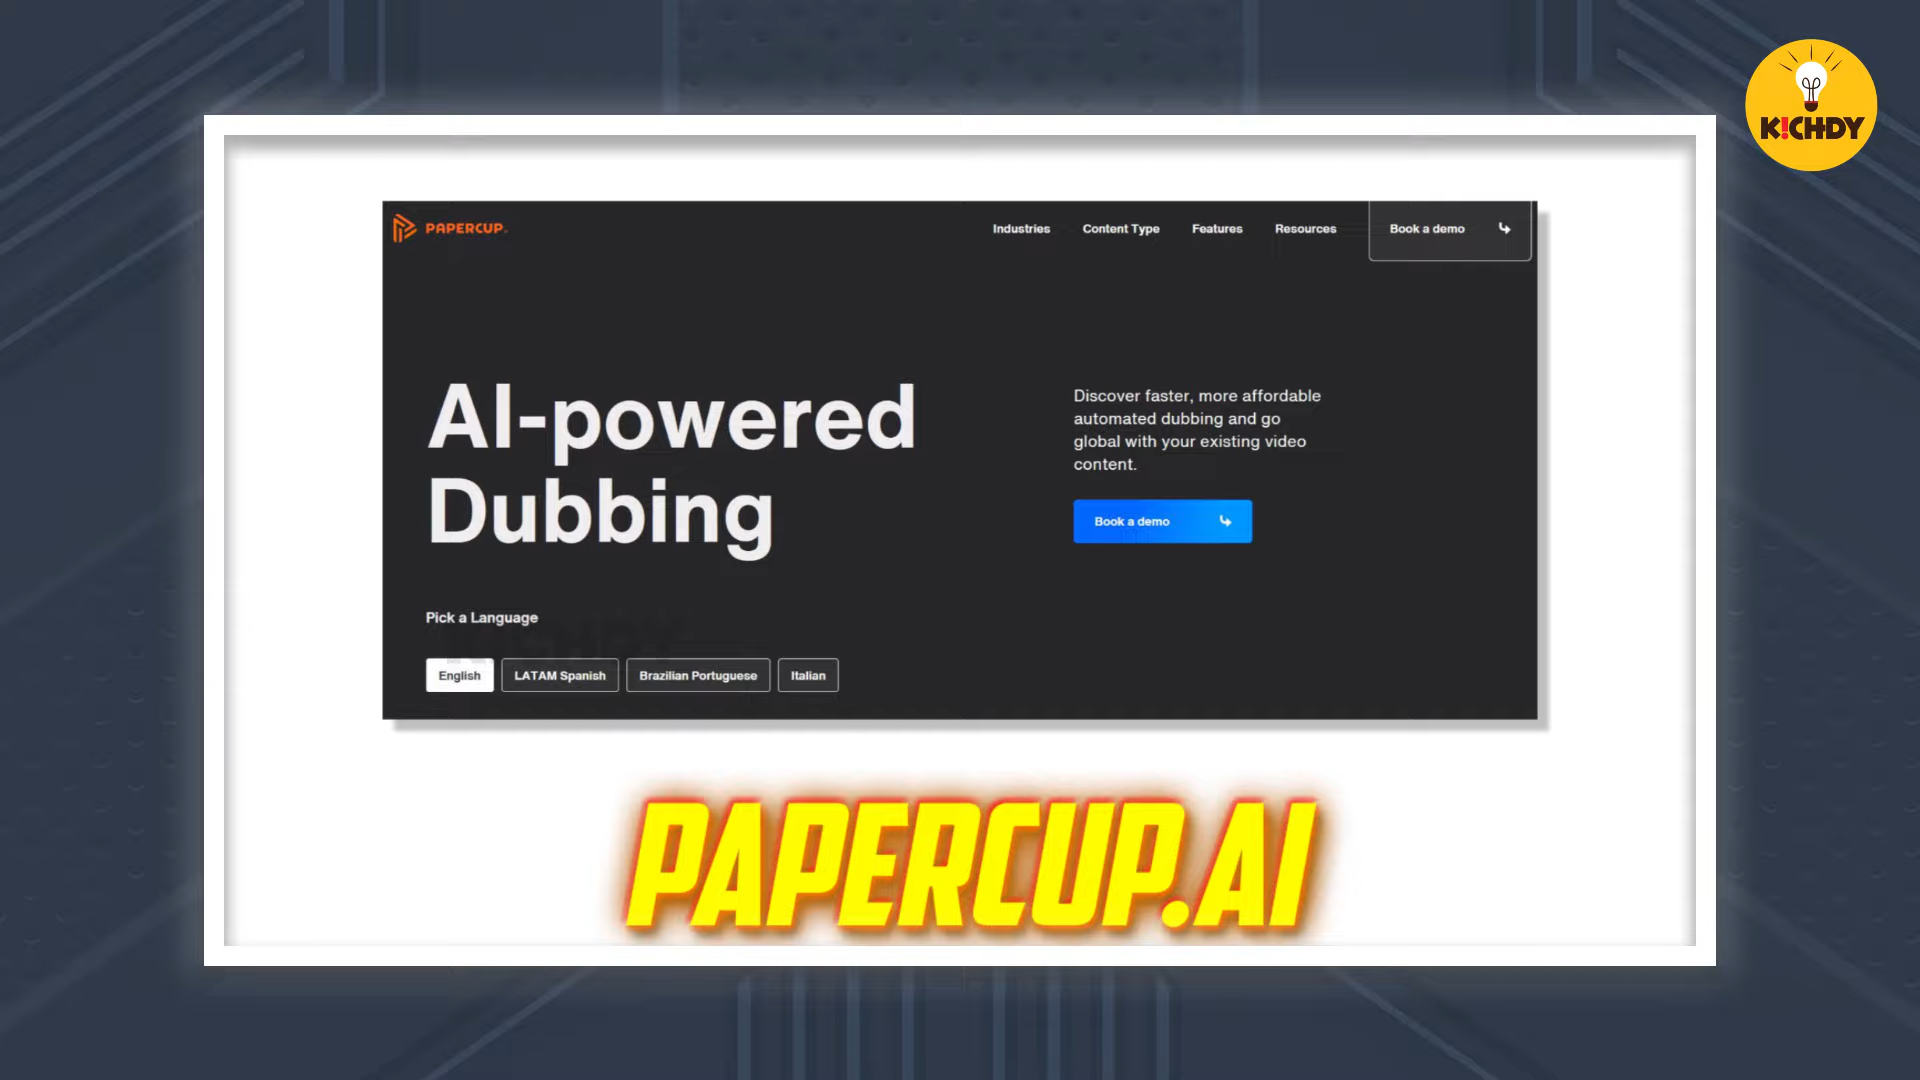 K!CHDY
PAPERCUP
Industries
Content Type
Features
Resources
Book a demo
AI-powered
Dubbing
Discover faster, more affordable
automated dubbing and go
global with your existing video
content.
Book a demo
Pick a Language
English
LATAM Spanish
Brazilian Portuguese
Italian
PAPERCUP.AI